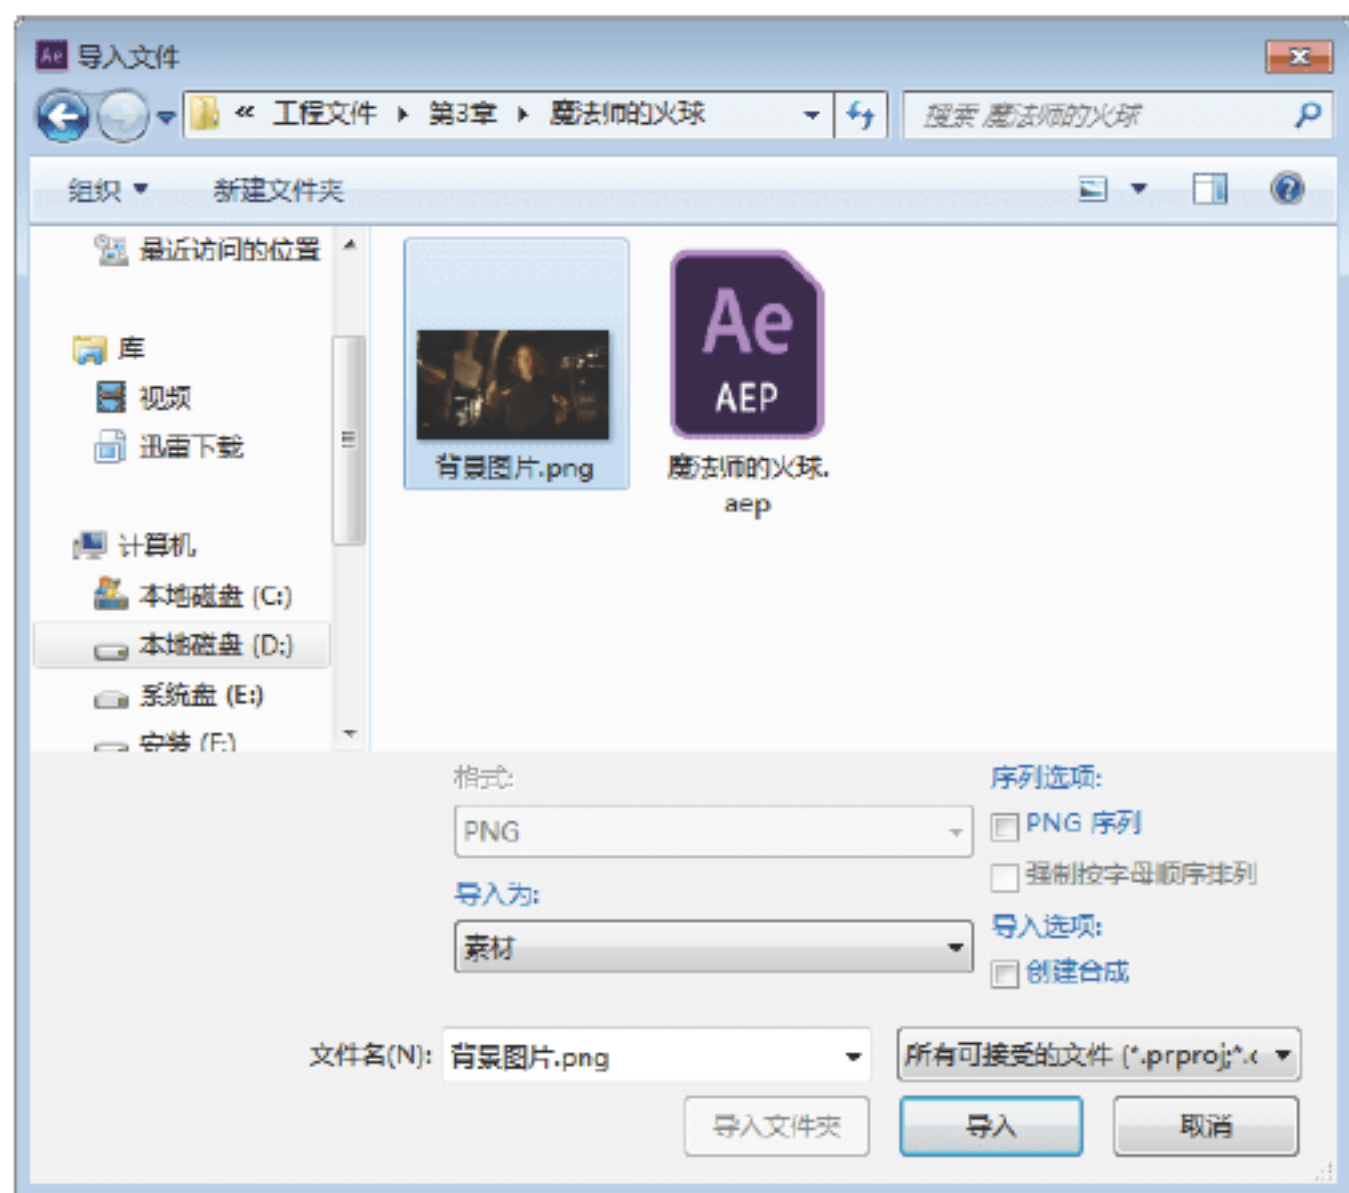 Ae 导入文件
« 工程文件 ▸ 第3章 ▸ 魔法师的火球
搜索 魔法师的火球
组织
新建文件夹
最近访问的位置
库
视频
迅雷下载
计算机
本地磁盘 (C:)
本地磁盘 (D:)
系统盘 (E:)
安装 (F:)
背景图片.png
Ae
AEP
魔法师的火球.
aep
格式:
PNG
导入为:
素材
序列选项:
PNG 序列
强制按字母顺序排列
导入选项:
创建合成
文件名(N):
背景图片.png
所有可接受的文件 (*.prproj;*.c
导入文件夹
导入
取消